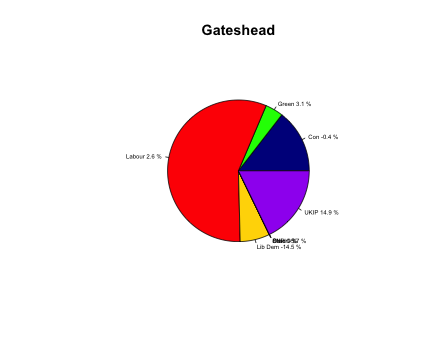 Gateshead
Green 3.1 %
Con -0.4 %
Labour 2.6 %
UKIP 14.9 %
Lib Dem -14.5 %